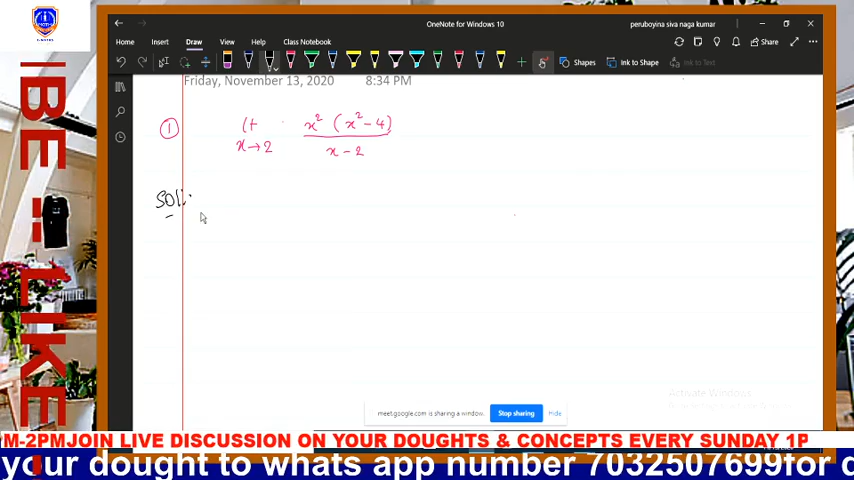 OneNote for Windows 10
peruboyina siva naga kumar
Home Insert Draw View Help Class Notebook
Share
Shapes Ink to Shape Ink to Text
Friday, November 13, 2020 8:34 PM
① lt x→2 x² (x² - 4) / x - 2
SOl:
Activate Windows
meet.google.com is sharing a window. Stop sharing Hide
BE - LIKE -
M-2PMJOIN LIVE DISCUSSION ON YOUR DOUGHTS & CONCEPTS EVERY SUNDAY 1P
your dought to whats app number 7032507699for d